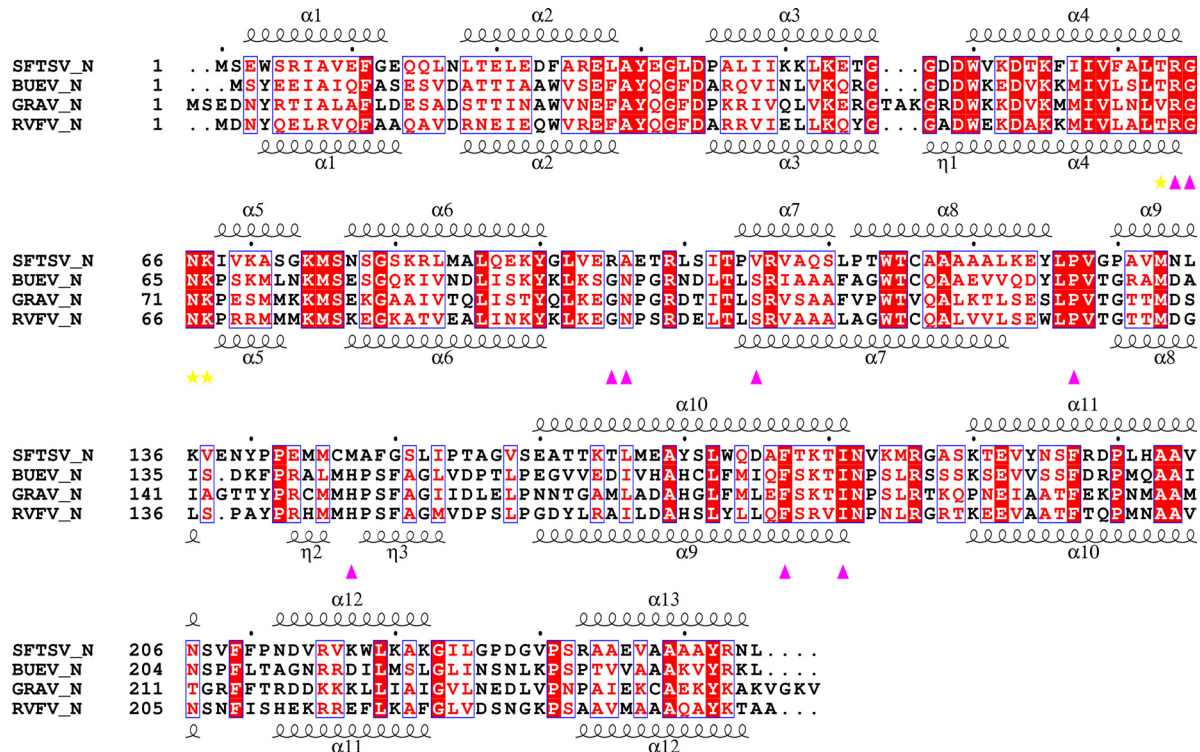 α1 α2 α3 α4
SFTSV_N 1 ..MSEWSRIAVEFGEQQLNLTELEDFARELAYEGLDPALIIKKLKETG...GDDWVKDTKFIIVFALTRG
BUEV_N 1 ...MSYEEIAIQFASESVDATTIAAWVSEFAYQGFDAQVIINLVKERG...GEDWKEDVKKMIVLSLTRG
GRAV_N 1 MSEDNYRTIALAFLDESADSTTINAWVNEFAYQGFDPKRIVQLVKERGTAKGRDWKKDVKMMIVLNLVRG
RVFV_N 1 ..MDNYQELRVQFAAQAVDRNEIEQWVREFAYQGFDARRVIELLKQYG...GADWEKDAKKMIVLALTRG
α1 α2 α3 η1 α4
α5 α6 α7 α8 α9
SFTSV_N 66 NKIVKASGKMSNSGSKRLMALQEKYGLVERAETRLSITPVRVAQSLPTWTCAAAAALKEYLPVGPAVMNL
BUEV_N 65 NKPSKMLNKMSESGQKIVNDLISKYQLKSGNPGRNDLTLSRVSAALAGWTCQAAEVVQDYLPVTGRAMDA
GRAV_N 71 NKPESMMKKMSEKGAAIVTQLISTYQLKEGNPGRDTITLSRVSAAFVPWTVQALKTLSESLPVTGTTMDS
RVFV_N 66 NKPRRMMMKMSKEGKATVEALINKYKLKEGNPSRDELTLSRVAAALAGWTCQALVVLSEWLPVTGTTMDG
α5 α6 α7 α8
α10 α11
SFTSV_N 136 KVENYPPEMMCMAFGSLIPTAGVSEATTKTLMEAYSLWQDAFTKTINVKMRGASKTEVYNSFRDPLHAAV
BUEV_N 135 IS.DKFPRALMHPSFAGLVDPTLPEGVVEDIVHAHCLFMIQFSKTINPSLRSSSKDEVAATFDRPMQAAI
GRAV_N 141 IAGTTYPRCMMHPSFAGIIDLELPNNTGAMLADAHGLFMLEFSKTINPSLRTKQPNEIAATFEKPNMAAM
RVFV_N 136 LS.PAYPRHMMHPSFAGMVDPSLPGDYLRAILDAHSLYLLQFSRVINPNLRGRTKEEVAATFTQPMNAAV
η2 η3 α9 α10
α12 α13
SFTSV_N 206 NSVFFPNDVRVKWLKAKGILGPDGVPSRAAEVAAAAYRNL....
BUEV_N 204 NSPFLTAGNRRDILMSLGLINSNLKPSPTVVAAAKVYRKL....
GRAV_N 211 TGRFFTRDDKKKLLIAIGVLNEDLVPNPAIEKCAEKYKAKVGKV
RVFV_N 205 NSNFISHEKRREFLKAFGLVDSNGKPSAAVMAAAQAYKTAA...
α11 α12